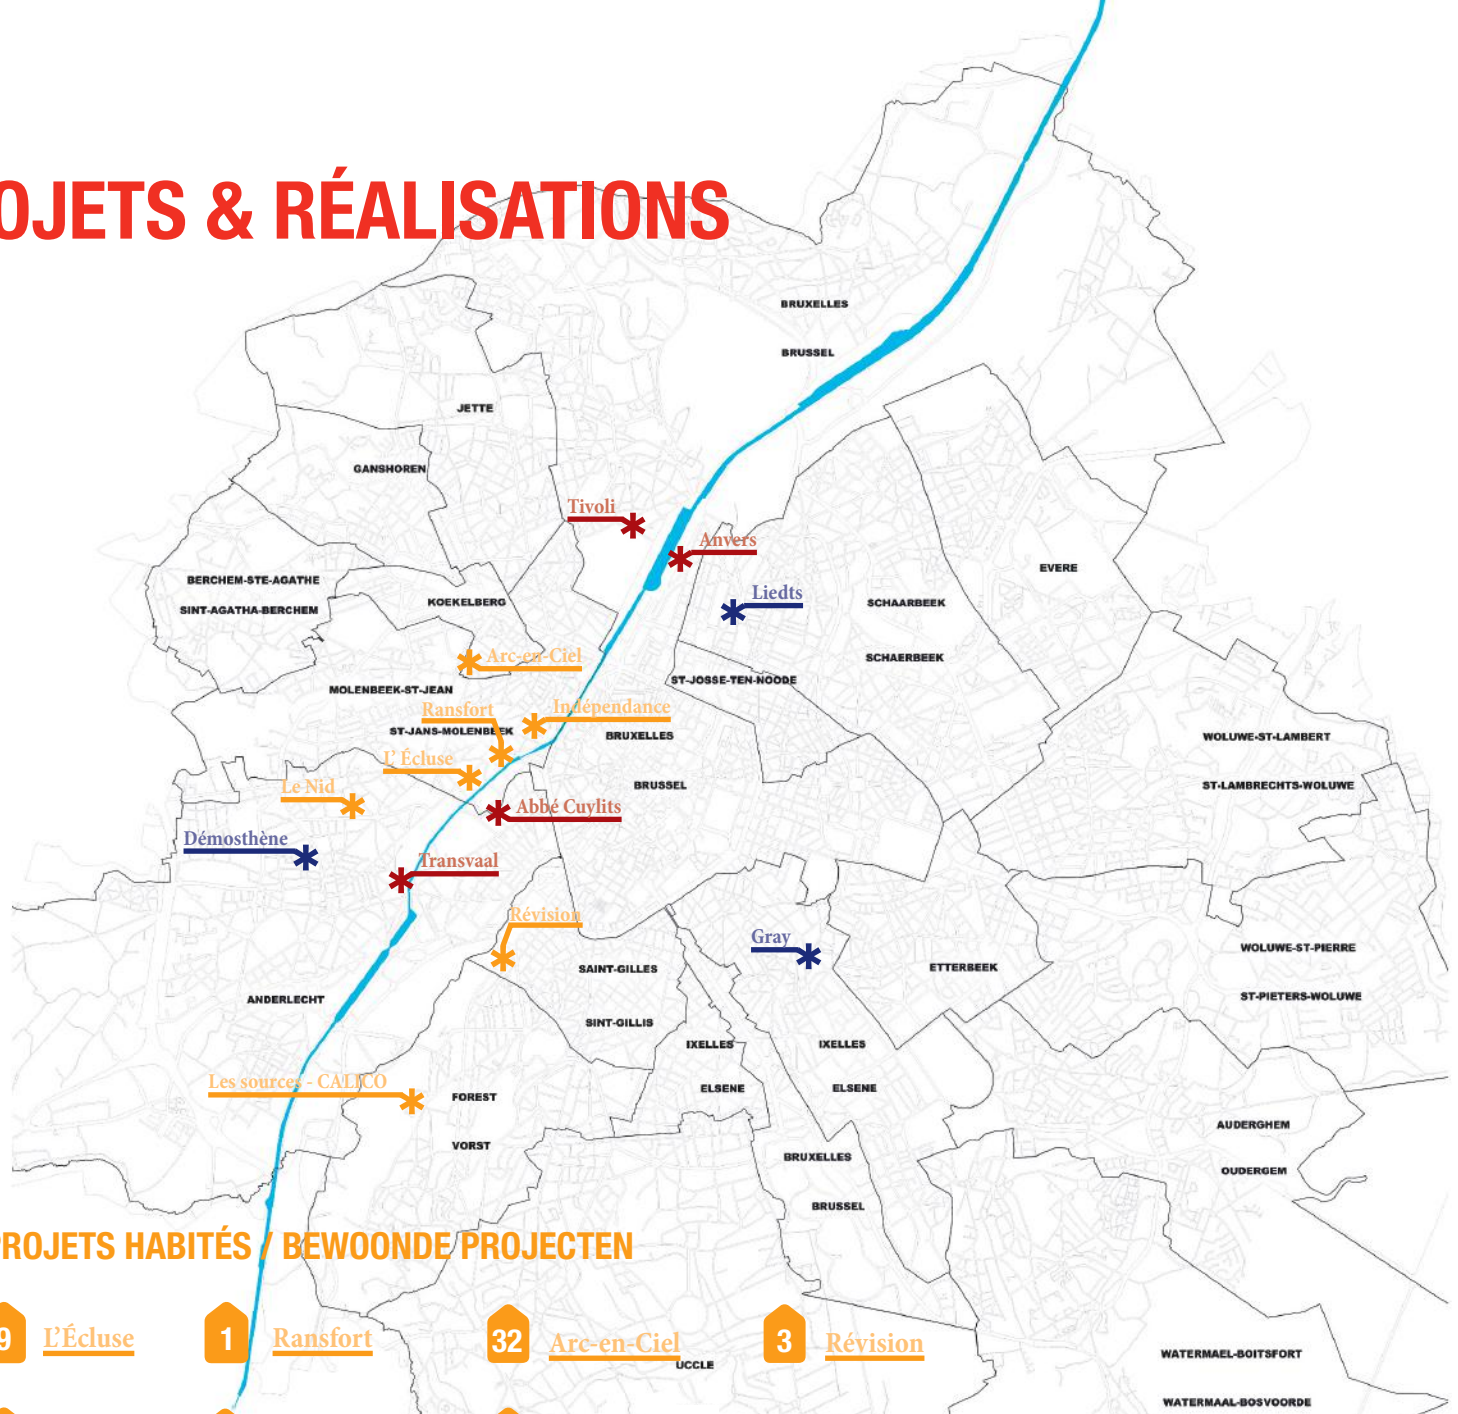 OJETS & RÉALISATIONS
BRUXELLES
BRUSSEL
JETTE
GANSHOREN
Tivoli
Anvers
EVERE
BERCHEM-STE-AGATHE
Liedts
KOEKELBERG
SCHAARBEEK
SINT-AGATHA-BERCHEM
Arc-en-Ciel
SCHAERBEEK
ST-JOSSE-TEN-NOODE
MOLENBEEK-ST-JEAN
Ransfort
Indépendance
ST-JANS-MOLENBEEK
BRUXELLES
WOLUWE-ST-LAMBERT
L' Écluse
Le Nid
BRUSSEL
ST-LAMBRECHTS-WOLUWE
Abbé Cuylits
Démosthène
Transvaal
Révision
Gray
WOLUWE-ST-PIERRE
SAINT-GILLES
ETTERBEEK
ANDERLECHT
ST-PIETERS-WOLUWE
SINT-GILLIS
IXELLES
IXELLES
Les sources - CALICO
ELSENE
ELSENE
FOREST
AUDERGHEM
VORST
BRUXELLES
OUDERGEM
BRUSSEL
ROJETS HABITÉS / BEWOONDE PROJECTEN
9 L'Écluse
1 Ransfort
32 Arc-en-Ciel
3 Révision
UCCLE
WATERMAEL-BOITSFORT
WATERMAAL-BOSVOORDE